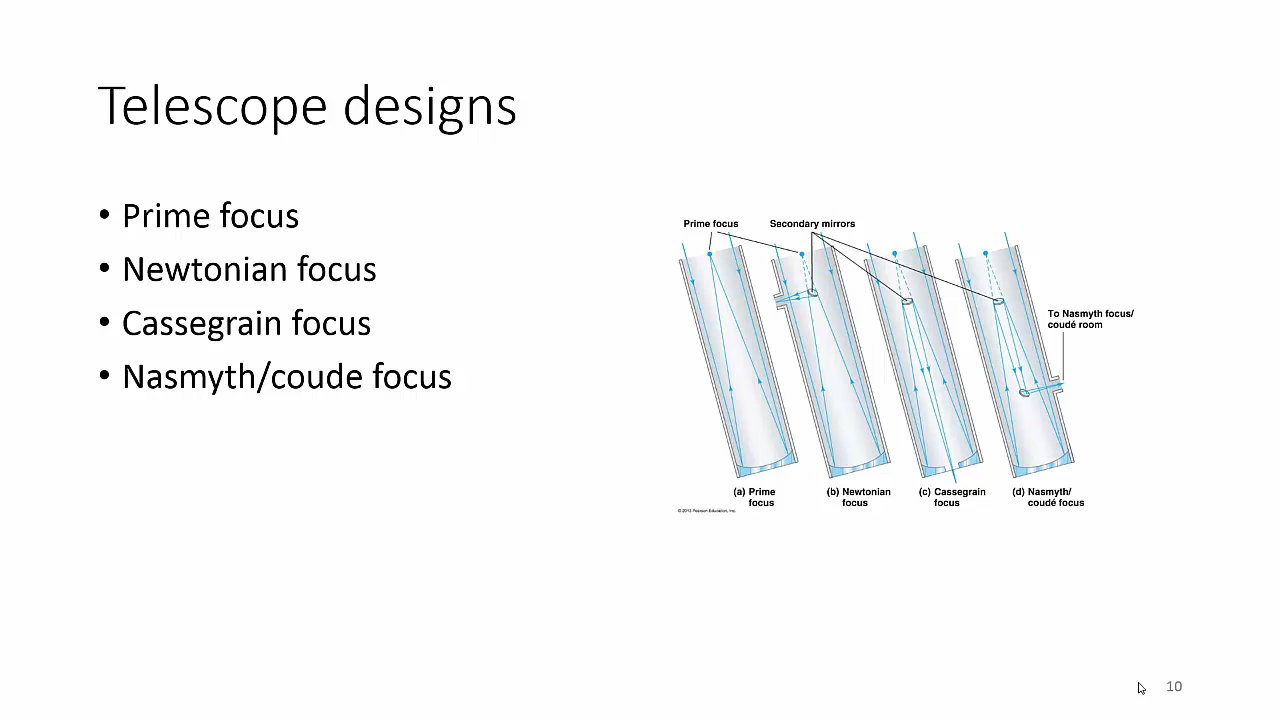 Telescope designs
• Prime focus
• Newtonian focus
• Cassegrain focus
• Nasmyth/coude focus
Prime focus
Secondary mirrors
To Nasmyth focus/
coudé room
(a) Prime
focus
(b) Newtonian
focus
(c) Cassegrain
focus
(d) Nasmyth/
coudé focus
© 2013 Pearson Education, Inc.
10